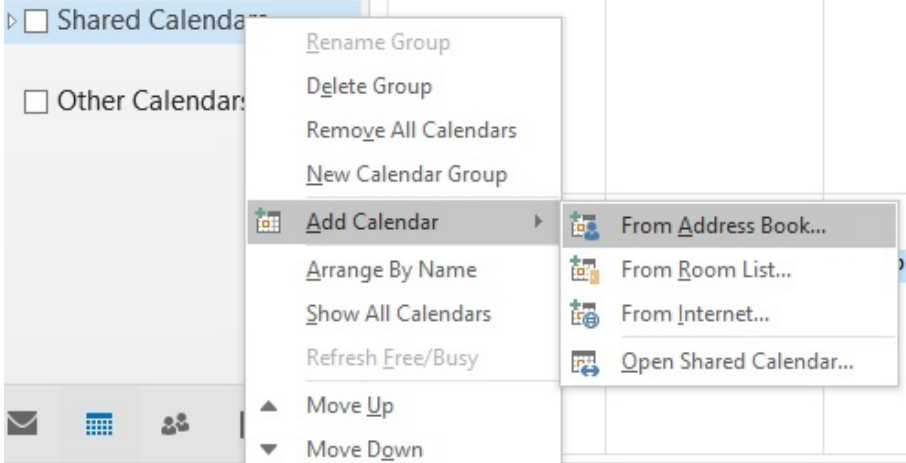 Shared Calendars
Other Calendars
Rename Group
Delete Group
Remove All Calendars
New Calendar Group
Add Calendar
Arrange By Name
Show All Calendars
Refresh Free/Busy
Move Up
Move Down
From Address Book...
From Room List...
From Internet...
Open Shared Calendar...